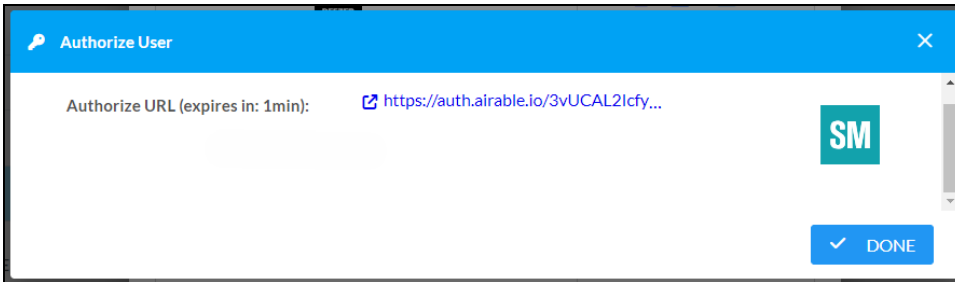 Authorize User
Authorize URL (expires in: 1min):
https://auth.airable.io/3vUCAL2Icfy...
SM
DONE